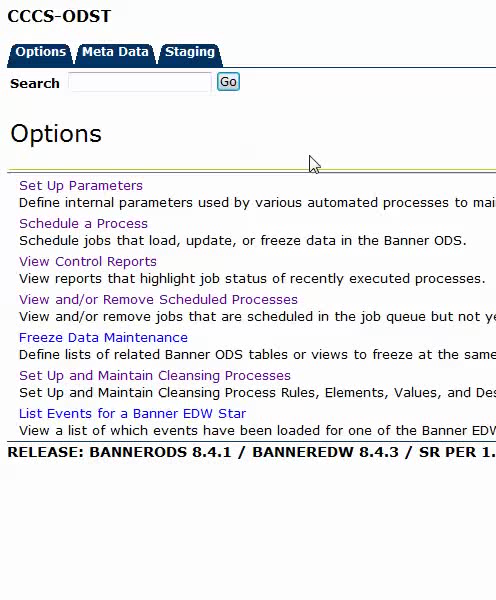 CCCS-ODST
Options Meta Data Staging
Search Go
Options
Set Up Parameters
Define internal parameters used by various automated processes to mai
Schedule a Process
Schedule jobs that load, update, or freeze data in the Banner ODS.
View Control Reports
View reports that highlight job status of recently executed processes.
View and/or Remove Scheduled Processes
View and/or remove jobs that are scheduled in the job queue but not ye
Freeze Data Maintenance
Define lists of related Banner ODS tables or views to freeze at the same
Set Up and Maintain Cleansing Processes
Set Up and Maintain Cleansing Process Rules, Elements, Values, and Des
List Events for a Banner EDW Star
View a list of which events have been loaded for one of the Banner EDW
RELEASE: BANNERODS 8.4.1 / BANNEREDW 8.4.3 / SR PER 1.